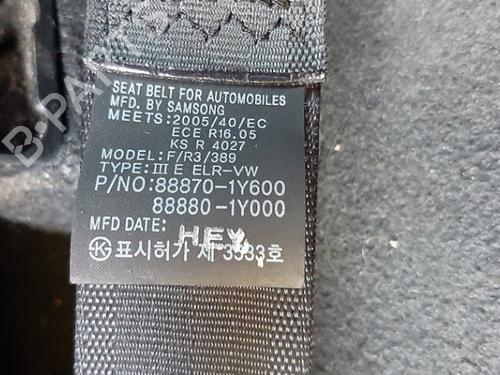 SEAT BELT FOR AUTOMOBILES
MFD. BY SAMSONG
MEETS:2005/40/EC
ECE R16.05
KS R 4027
MODEL:F/R3/389
TYPE:III E ELR-VW
P/NO:88870-1Y600
88880-1Y000
MFD DATE: HEY.
표시허가 제 3533호
B-PARTS